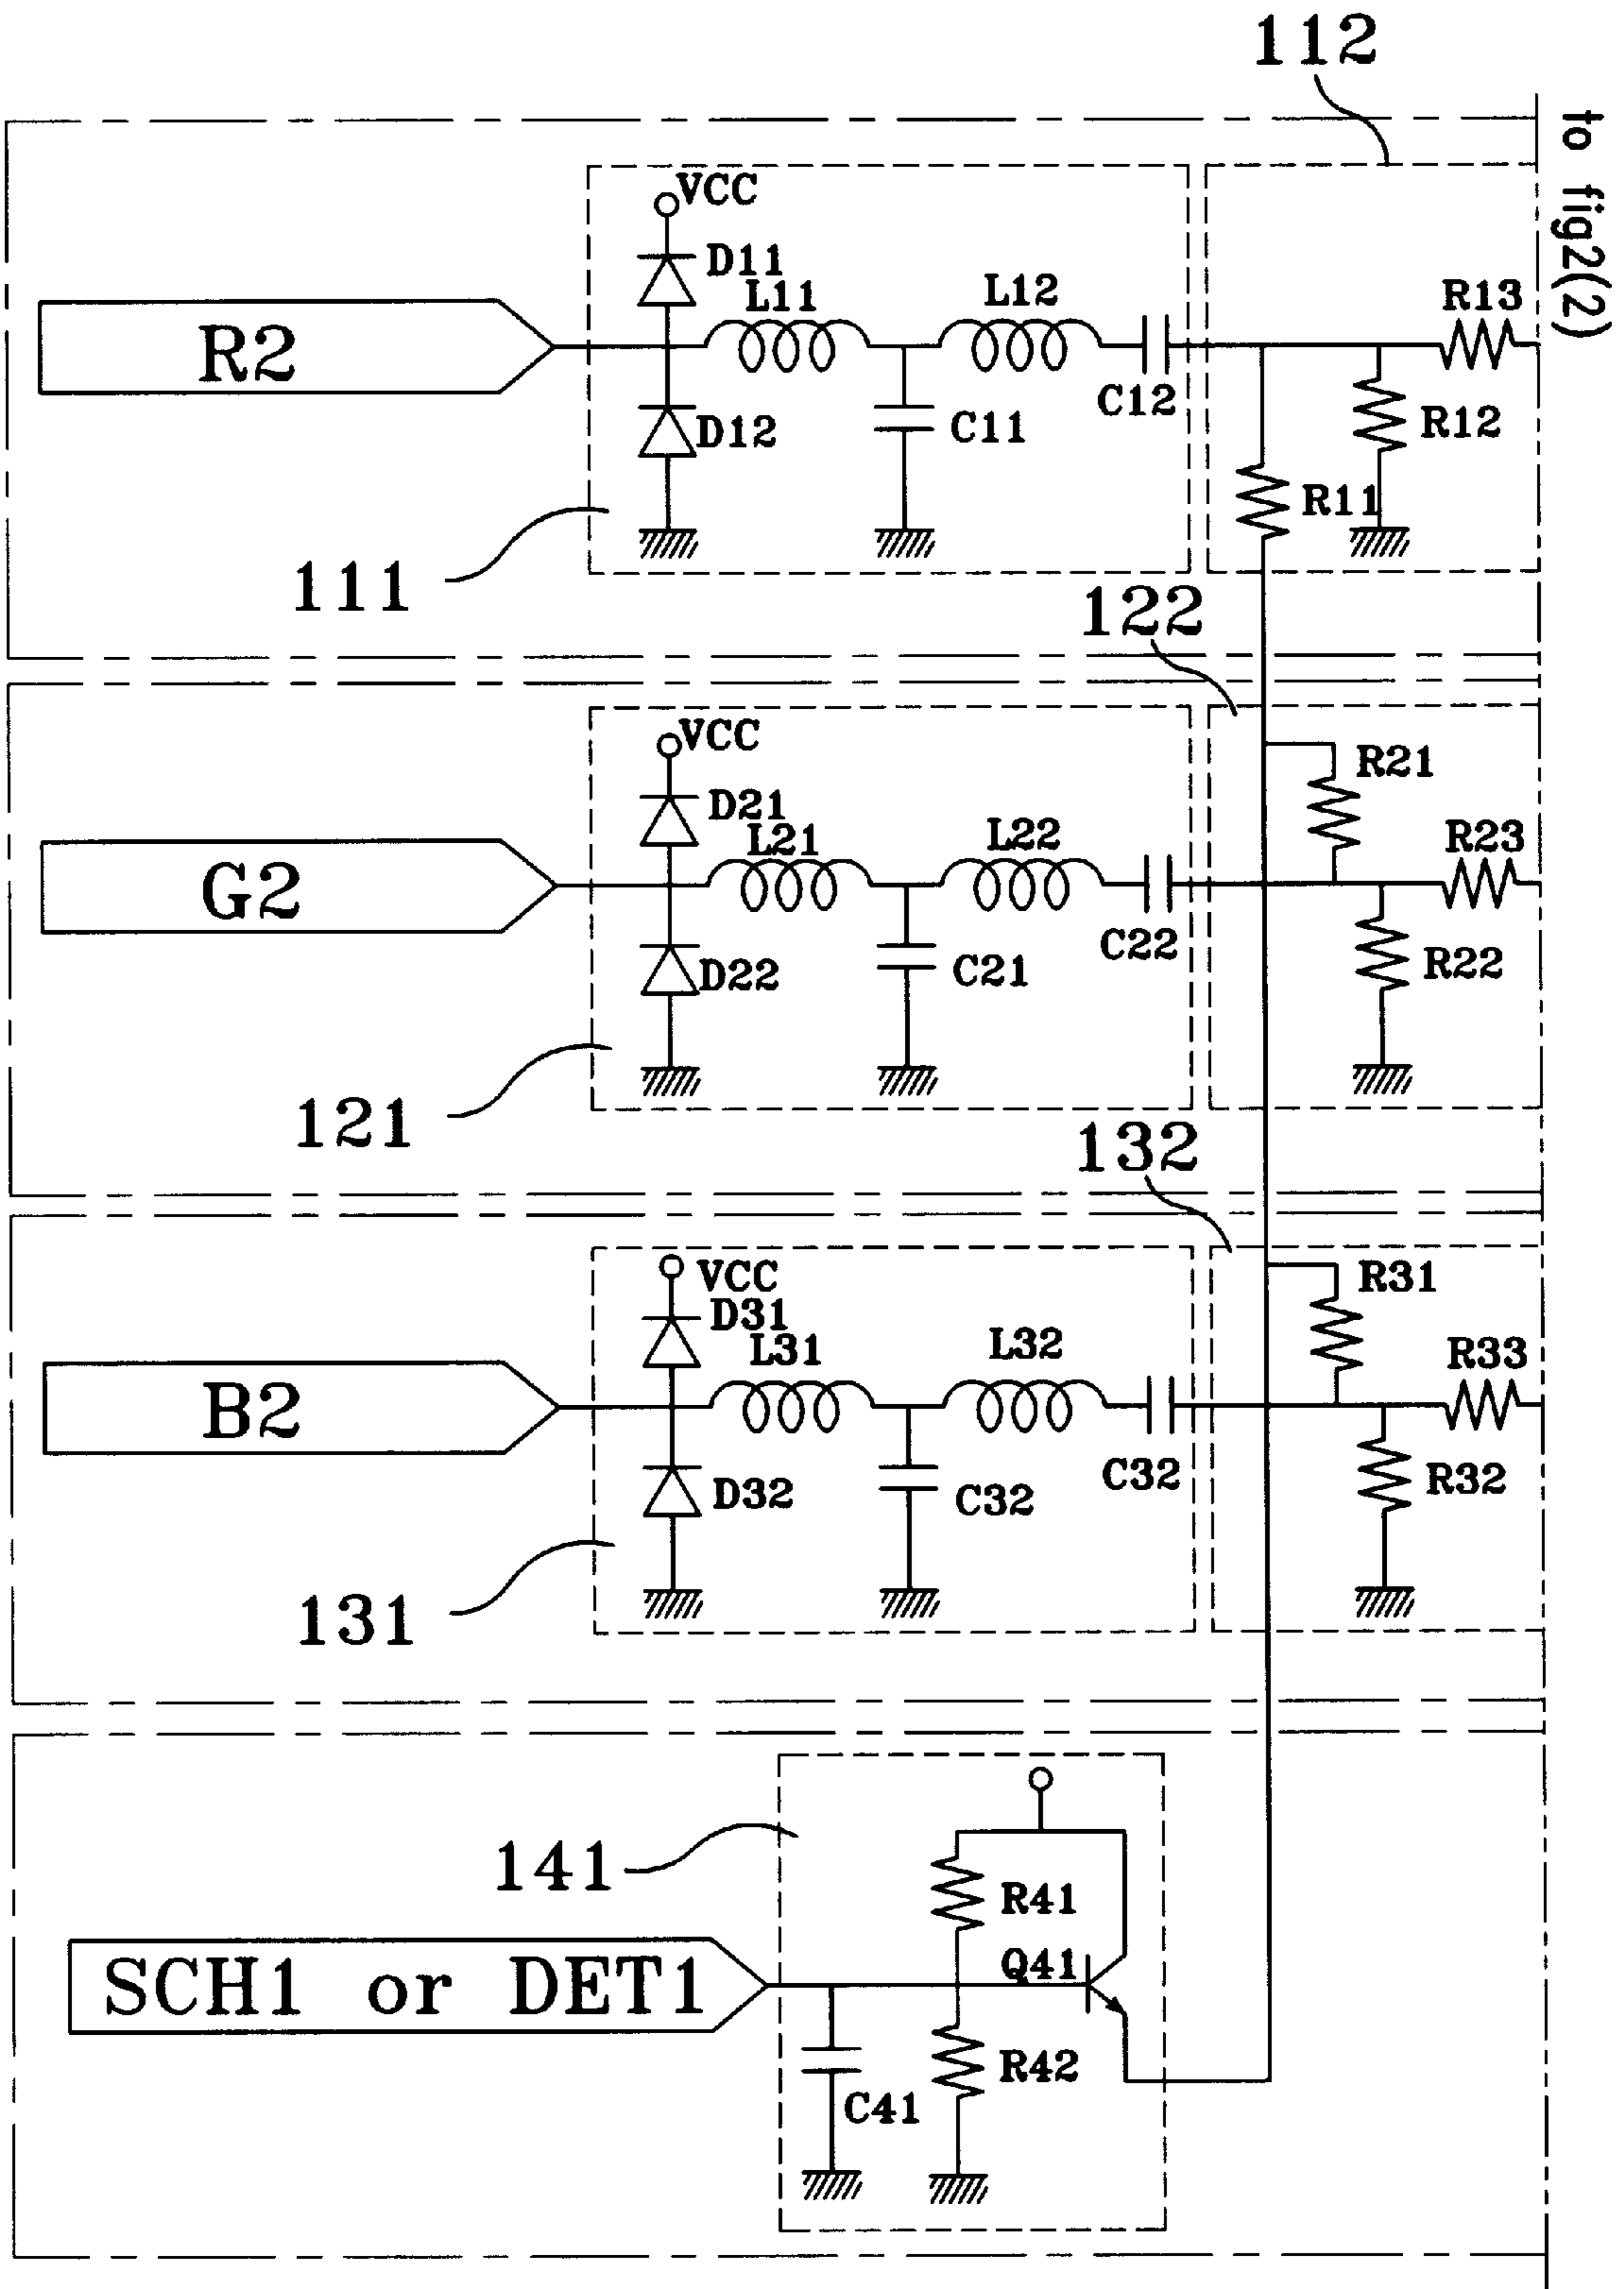 112
to fig2(2)
VCC
D11
L11
L12
R13
R2
C12
D12
C11
R12
R11
111
122
VCC
R21
D21
L21
L22
R23
G2
C22
D22
C21
R22
121
132
VCC
R31
D31
L31
L32
R33
B2
C32
D32
C32
R32
131
141
R41
Q41
SCH1 or DET1
R42
C41